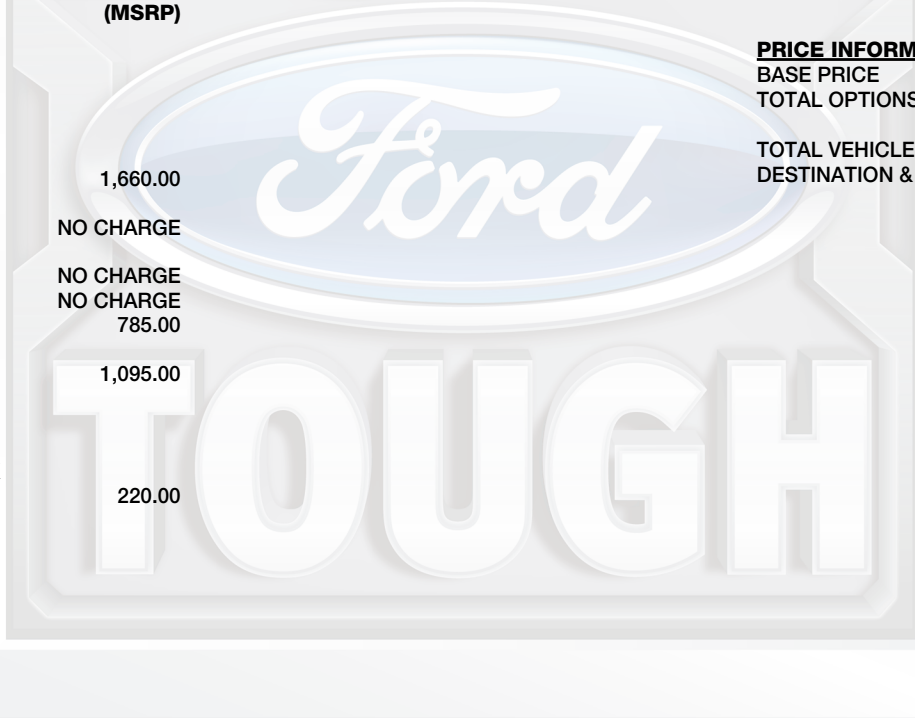 (MSRP)
1,660.00
NO CHARGE
NO CHARGE
NO CHARGE
785.00
1,095.00
220.00
PRICE INFORM
BASE PRICE
TOTAL OPTIONS
TOTAL VEHICLE
DESTINATION &
Ford
TOUGH